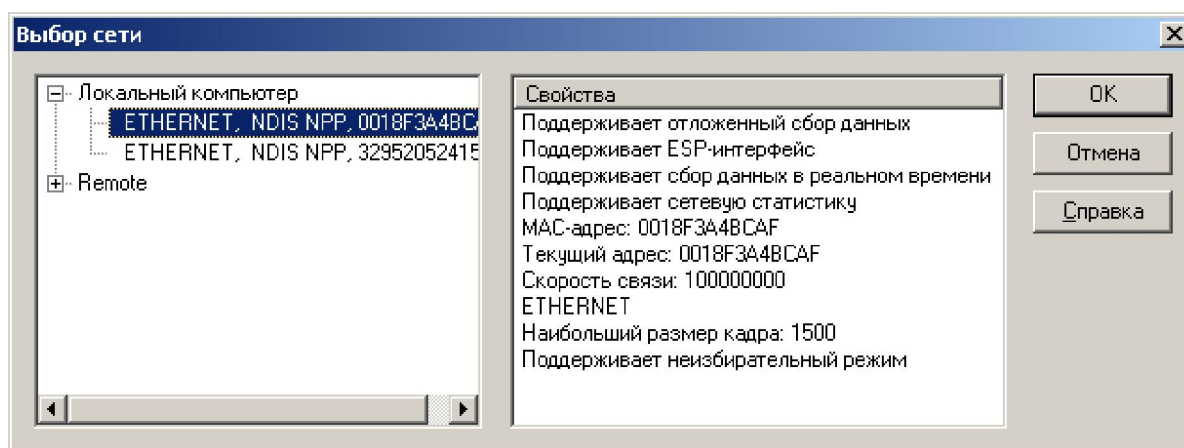 Выбор сети
Локальный компьютер
ETHERNET, NDIS NPP, 0018F3A4BC
ETHERNET, NDIS NPP, 32952052415
Remote
Свойства
Поддерживает отложенный сбор данных
Поддерживает ESP-интерфейс
Поддерживает сбор данных в реальном времени
Поддерживает сетевую статистику
MAC-адрес: 0018F3A4BCAF
Текущий адрес: 0018F3A4BCAF
Скорость связи: 100000000
ETHERNET
Наибольший размер кадра: 1500
Поддерживает неизбирательный режим
OK
Отмена
Справка